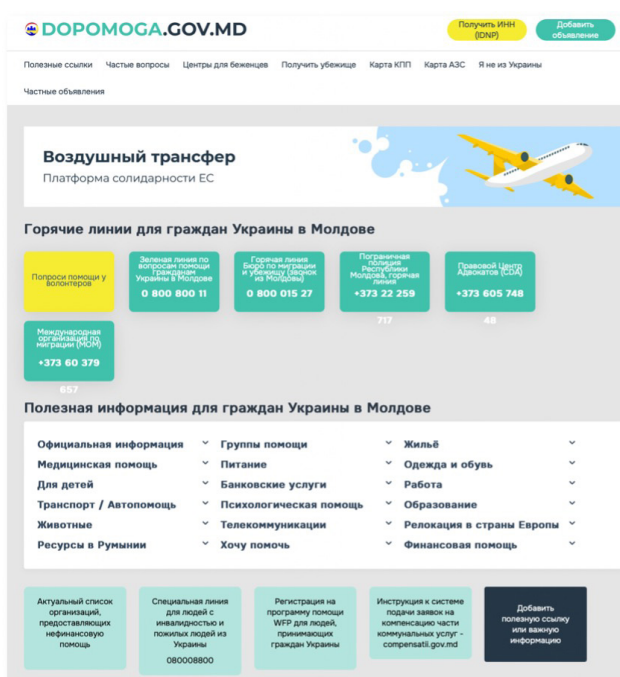 DOPOMOGA.GOV.MD
Получить ИНН
(IDNP)
Добавить
объявление
Полезные ссылки
Частые вопросы
Центры для беженцев
Получить убежище
Карта КПП
Карта АЗС
Я не из Украины
Частные объявления
Воздушный трансфер
Платформа солидарности ЕС
Горячие линии для граждан Украины в Молдове
Попроси помощи у
волонтеров
Зеленая линия по
вопросам помощи
гражданам
Украины в Молдове
0 800 800 11
Горячая линия
Бюро по миграции
и убежищу (звонок
из Молдовы)
0 800 015 27
Пограничная
полиция
Республики
Молдова, горячая
линия
+373 22 259
717
Правовой Центр
Адвокатов (CDA)
+373 605 748
48
Международная
организация по
миграции (МОМ)
+373 60 379
657
Полезная информация для граждан Украины в Молдове
Официальная информация
Группы помощи
Жильё
Медицинская помощь
Питание
Одежда и обувь
Для детей
Банковские услуги
Работа
Транспорт / Автопомощь
Психологическая помощь
Образование
Животные
Телекоммуникации
Релокация в страны Европы
Ресурсы в Румынии
Хочу помочь
Финансовая помощь
Актуальный список
организаций,
предоставляющих
нефинансовую
помощь
Специальная линия
для людей с
инвалидностью и
пожилых людей из
Украины
080008800
Регистрация на
программу помощи
WFP для людей,
принимающих
граждан Украины
Инструкция к системе
подачи заявок на
компенсацию части
коммунальных услуг -
compensatii.gov.md
Добавить
полезную ссылку
или важную
информацию